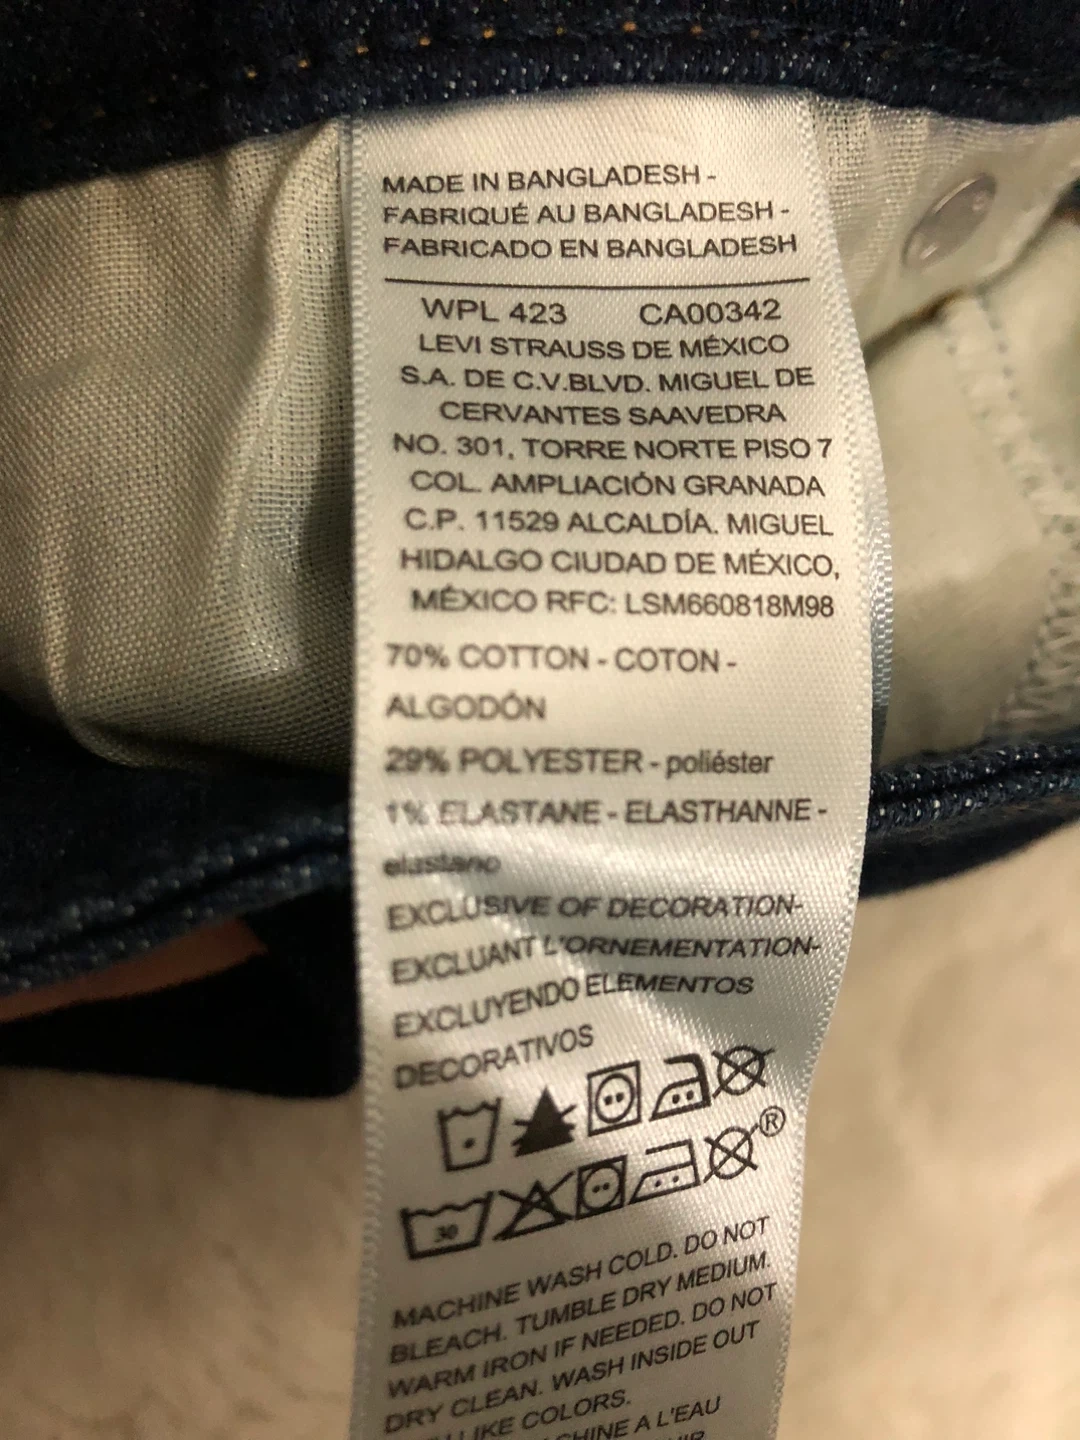 MADE IN BANGLADESH -
FABRIQUÉ AU BANGLADESH -
FABRICADO EN BANGLADESH
WPL 423 CA00342
LEVI STRAUSS DE MÉXICO
S.A. DE C.V.BLVD. MIGUEL DE
CERVANTES SAAVEDRA
NO. 301, TORRE NORTE PISO 7
COL. AMPLIACIÓN GRANADA
C.P. 11529 ALCALDÍA. MIGUEL
HIDALGO CIUDAD DE MÉXICO,
MÉXICO RFC: LSM660818M98
70% COTTON - COTON -
ALGODÓN
29% POLYESTER - poliéster
1% ELASTANE - ELASTHANNE -
elastano
EXCLUSIVE OF DECORATION-
EXCLUANT L'ORNEMENTATION-
EXCLUYENDO ELEMENTOS
DECORATIVOS
®
30
MACHINE WASH COLD. DO NOT
BLEACH. TUMBLE DRY MEDIUM.
WARM IRON IF NEEDED. DO NOT
DRY CLEAN. WASH INSIDE OUT
LIKE COLORS.
A L'EAU